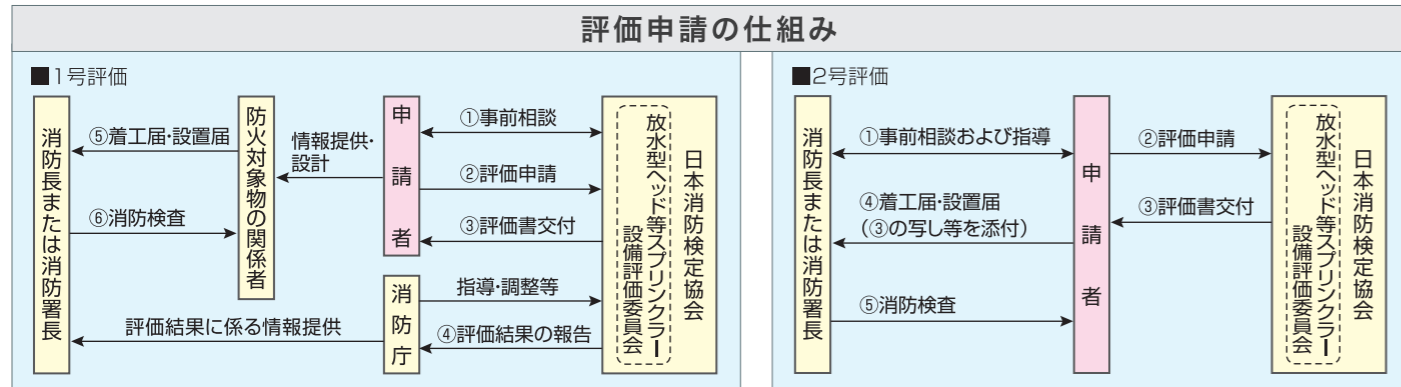 評価申請の仕組み
■1号評価
消防長または消防署長
⑤着工届・設置届
⑥消防検査
防火対象物の関係者
情報提供・
設計
申請者
①事前相談
②評価申請
③評価書交付
消防庁
指導・調整等
④評価結果の報告
評価結果に係る情報提供
放水型ヘッド等スプリンクラー
設備評価委員会
日本消防検定協会
■2号評価
消防長または消防署長
①事前相談および指導
④着工届・設置届
(③の写し等を添付)
⑤消防検査
申請者
②評価申請
③評価書交付
放水型ヘッド等スプリンクラー
設備評価委員会
日本消防検定協会